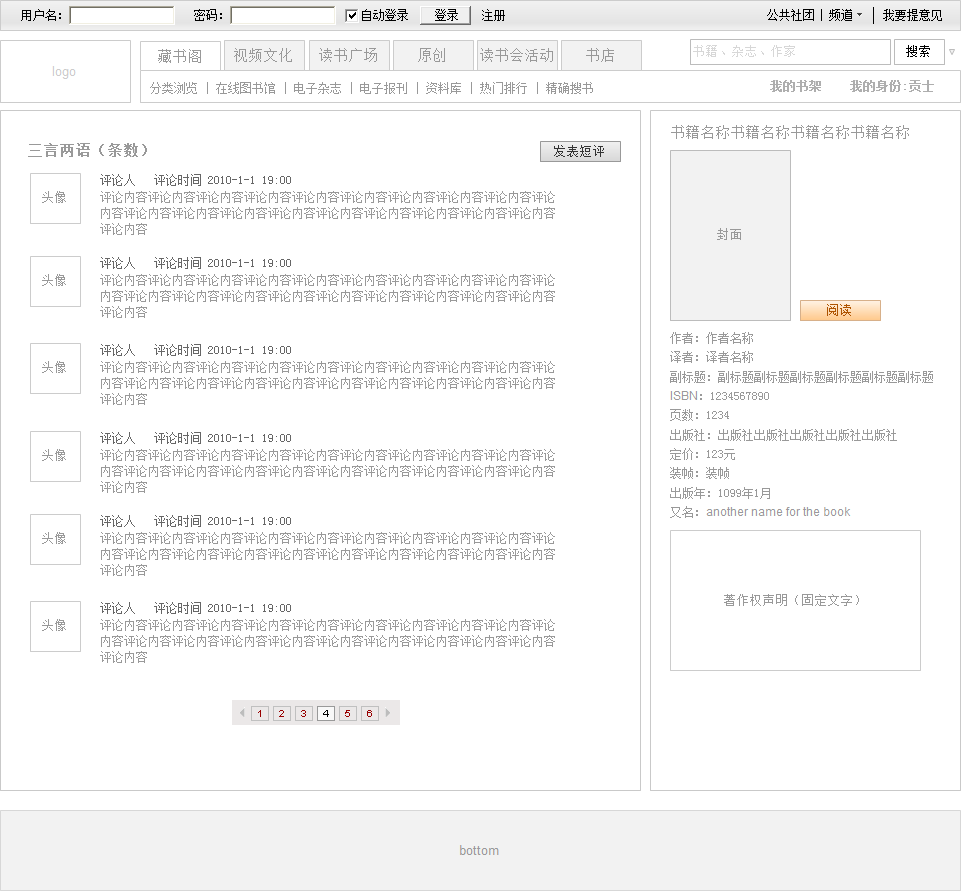 用户名: 密码: 自动登录 登录 注册 公共社团 | 频道 | 我要提意见
logo
藏书阁 视频文化 读书广场 原创 读书会活动 书店 书籍、杂志、作家 搜索
分类浏览 | 在线图书馆 | 电子杂志 | 电子报刊 | 资料库 | 热门排行 | 精确搜书 我的书架 我的身份:贡士
三言两语（条数） 发表短评
头像
评论人 评论时间 2010-1-1 19:00
评论内容评论内容评论内容评论内容评论内容评论内容评论内容评论内容评论内容评论
内容评论内容评论内容评论内容评论内容评论内容评论内容评论内容评论内容评论内容
评论内容
头像
评论人 评论时间 2010-1-1 19:00
评论内容评论内容评论内容评论内容评论内容评论内容评论内容评论内容评论内容评论
内容评论内容评论内容评论内容评论内容评论内容评论内容评论内容评论内容评论内容
评论内容
头像
评论人 评论时间 2010-1-1 19:00
评论内容评论内容评论内容评论内容评论内容评论内容评论内容评论内容评论内容评论
内容评论内容评论内容评论内容评论内容评论内容评论内容评论内容评论内容评论内容
评论内容
头像
评论人 评论时间 2010-1-1 19:00
评论内容评论内容评论内容评论内容评论内容评论内容评论内容评论内容评论内容评论
内容评论内容评论内容评论内容评论内容评论内容评论内容评论内容评论内容评论内容
评论内容
头像
评论人 评论时间 2010-1-1 19:00
评论内容评论内容评论内容评论内容评论内容评论内容评论内容评论内容评论内容评论
内容评论内容评论内容评论内容评论内容评论内容评论内容评论内容评论内容评论内容
评论内容
头像
评论人 评论时间 2010-1-1 19:00
评论内容评论内容评论内容评论内容评论内容评论内容评论内容评论内容评论内容评论
内容评论内容评论内容评论内容评论内容评论内容评论内容评论内容评论内容评论内容
评论内容
1 2 3 4 5 6
书籍名称书籍名称书籍名称书籍名称
封面
阅读
作者：作者名称
译者：译者名称
副标题：副标题副标题副标题副标题副标题副标题
ISBN：1234567890
页数：1234
出版社：出版社出版社出版社出版社出版社
定价：123元
装帧：装帧
出版年：1099年1月
又名：another name for the book
著作权声明（固定文字）
bottom